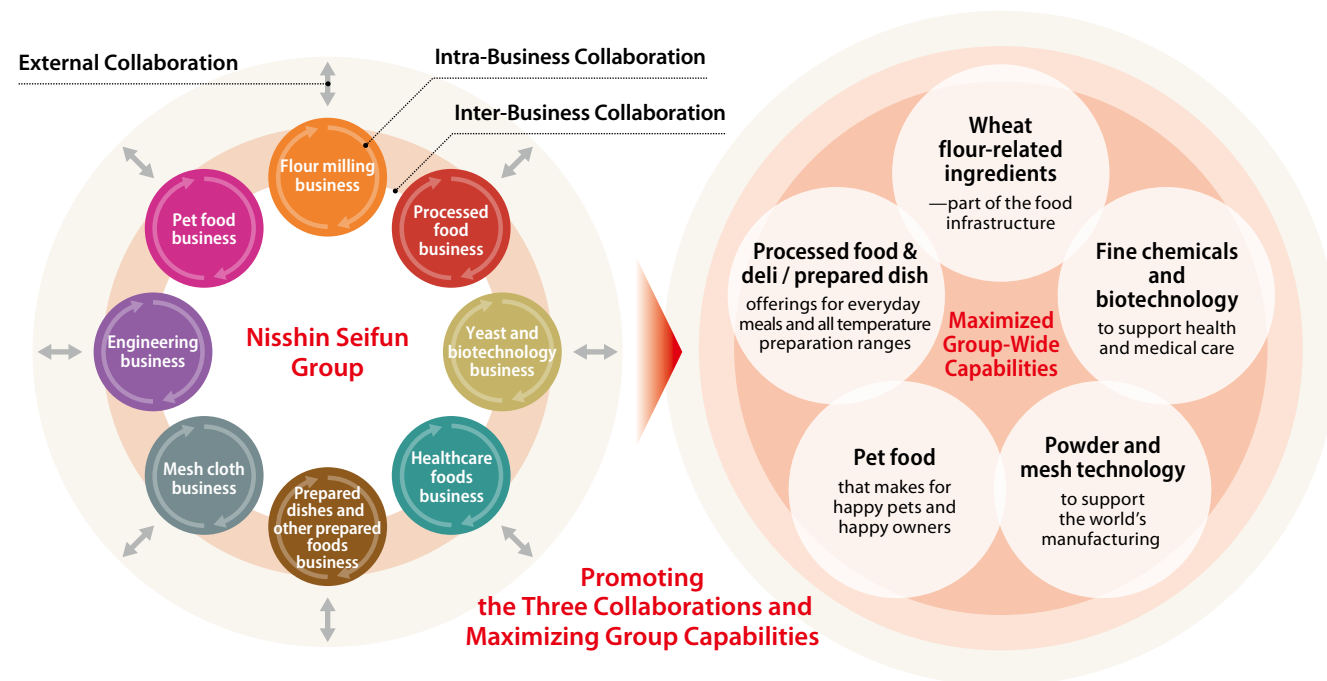 External Collaboration
Intra-Business Collaboration
Inter-Business Collaboration
Flour milling
business
Processed
food
business
Yeast and
biotechnology
business
Healthcare
foods
business
Prepared
dishes and
other prepared
foods
business
Mesh cloth
business
Engineering
business
Pet food
business
Nisshin Seifun
Group
Promoting
the Three Collaborations and
Maximizing Group Capabilities
Wheat
flour-related
ingredients
—part of the food
infrastructure
Processed food &
deli / prepared dish
offerings for everyday
meals and all temperature
preparation ranges
Fine chemicals
and
biotechnology
to support health
and medical care
Maximized
Group-Wide
Capabilities
Pet food
that makes for
happy pets and
happy owners
Powder and
mesh technology
to support
the world’s
manufacturing